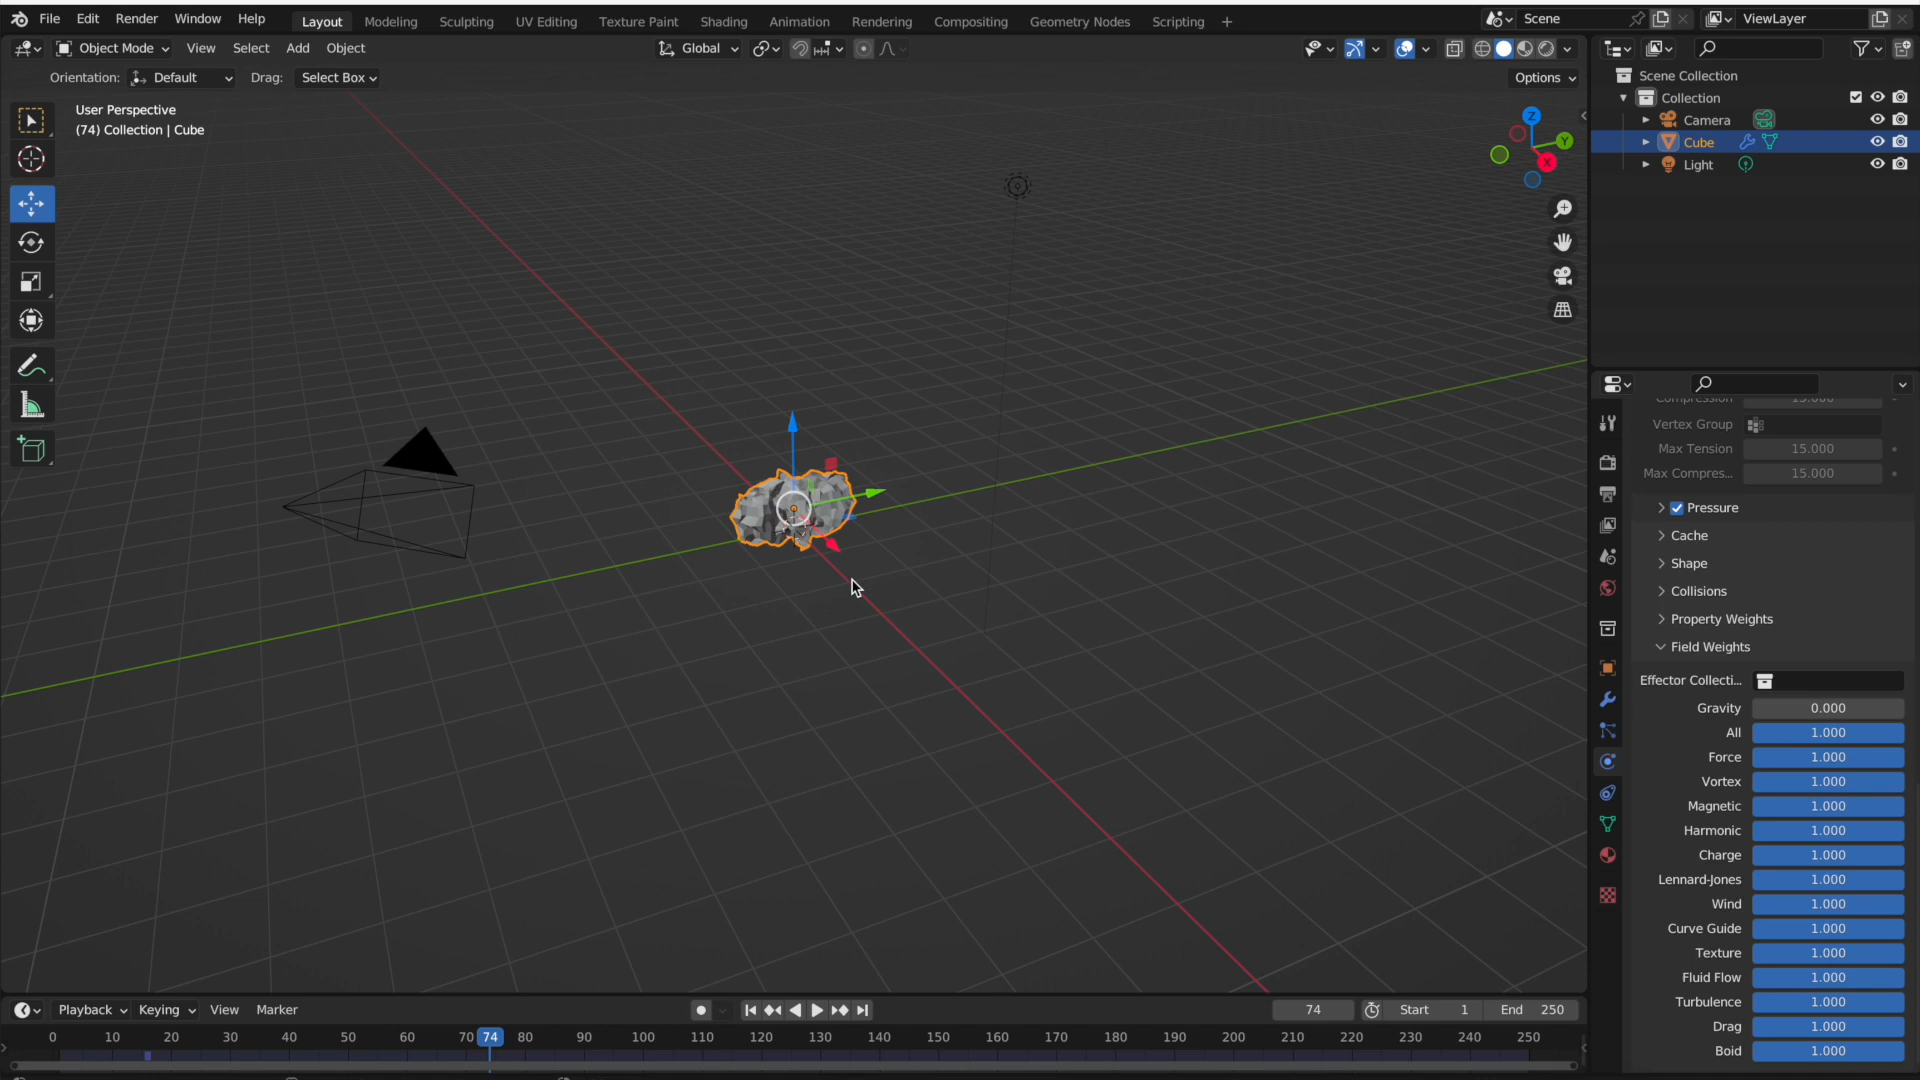 File Edit Render Window Help Layout Modeling Sculpting UV Editing Texture Paint Shading Animation Rendering Compositing Geometry Nodes Scripting + Scene ViewLayer
Object Mode View Select Add Object Global
Orientation: Default Drag: Select Box Options
User Perspective
(74) Collection | Cube
Z
Y
X
Scene Collection
Collection
Camera
Cube
Light
Compression 15.000
Vertex Group
Max Tension 15.000
Max Compres... 15.000
Pressure
Cache
Shape
Collisions
Property Weights
Field Weights
Effector Collecti...
Gravity 0.000
All 1.000
Force 1.000
Vortex 1.000
Magnetic 1.000
Harmonic 1.000
Charge 1.000
Lennard-Jones 1.000
Wind 1.000
Curve Guide 1.000
Texture 1.000
Fluid Flow 1.000
Turbulence 1.000
Drag 1.000
Boid 1.000
Playback Keying View Marker 74 Start 1 End 250
0 10 20 30 40 50 60 70 74 80 90 100 110 120 130 140 150 160 170 180 190 200 210 220 230 240 250